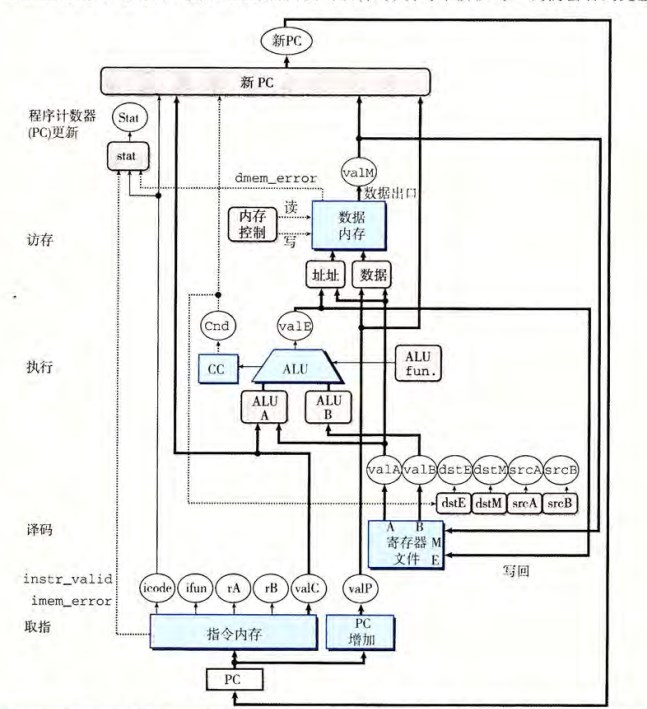 新PC
新 PC
程序计数器
(PC)更新
Stat
stat
dmem_error
valM
数据出口
读
内存
控制
写
数据
内存
访存
址址
数据
Cnd
valE
执行
CC
ALU
ALU
fun.
ALU
A
ALU
B
valA
valB
dstE
dstM
srcA
srcB
dstE
dstM
srcA
srcB
译码
A
B
寄存器
文件
M
E
写回
instr_valid
imem_error
icode
ifun
rA
rB
valC
valP
取指
指令内存
PC
增加
PC